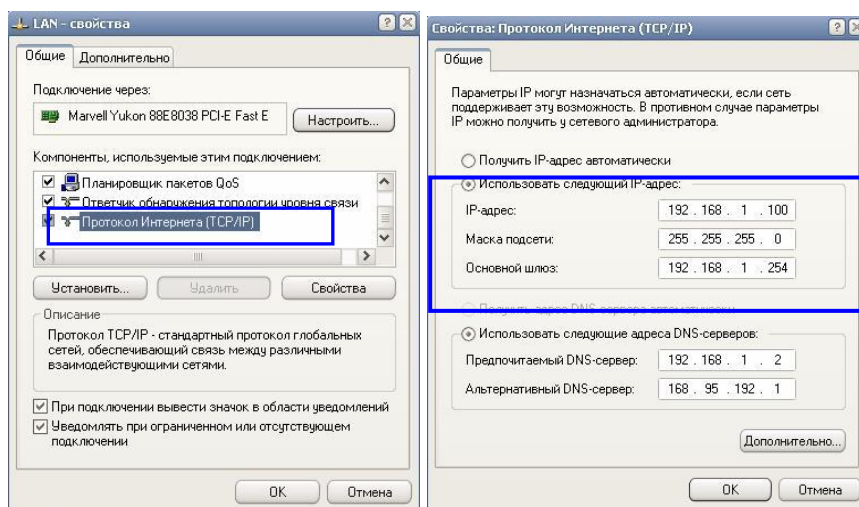 LAN - свойства
Общие Дополнительно
Подключение через:
Marvell Yukon 88E8038 PCI-E Fast E
Настроить...
Компоненты, используемые этим подключением:
Планировщик пакетов QoS
Ответчик обнаружения топологии уровня связи
Протокол Интернета (TCP/IP)
Установить... Удалить Свойства
Описание
Протокол TCP/IP - стандартный протокол глобальных
сетей, обеспечивающий связь между различными
взаимодействующими сетями.
При подключении вывести значок в области уведомлений
Уведомлять при ограниченном или отсутствующем
подключении
OK Отмена
Свойства: Протокол Интернета (TCP/IP)
Общие
Параметры IP могут назначаться автоматически, если сеть
поддерживает эту возможность. В противном случае параметры
IP можно получить у сетевого администратора.
Получить IP-адрес автоматически
Использовать следующий IP-адрес:
IP-адрес: 192 . 168 . 1 . 100
Маска подсети: 255 . 255 . 255 . 0
Основной шлюз: 192 . 168 . 1 . 254
Получить адрес DNS-сервера автоматически
Использовать следующие адреса DNS-серверов:
Предпочитаемый DNS-сервер: 192 . 168 . 1 . 2
Альтернативный DNS-сервер: 168 . 95 . 192 . 1
Дополнительно...
OK Отмена